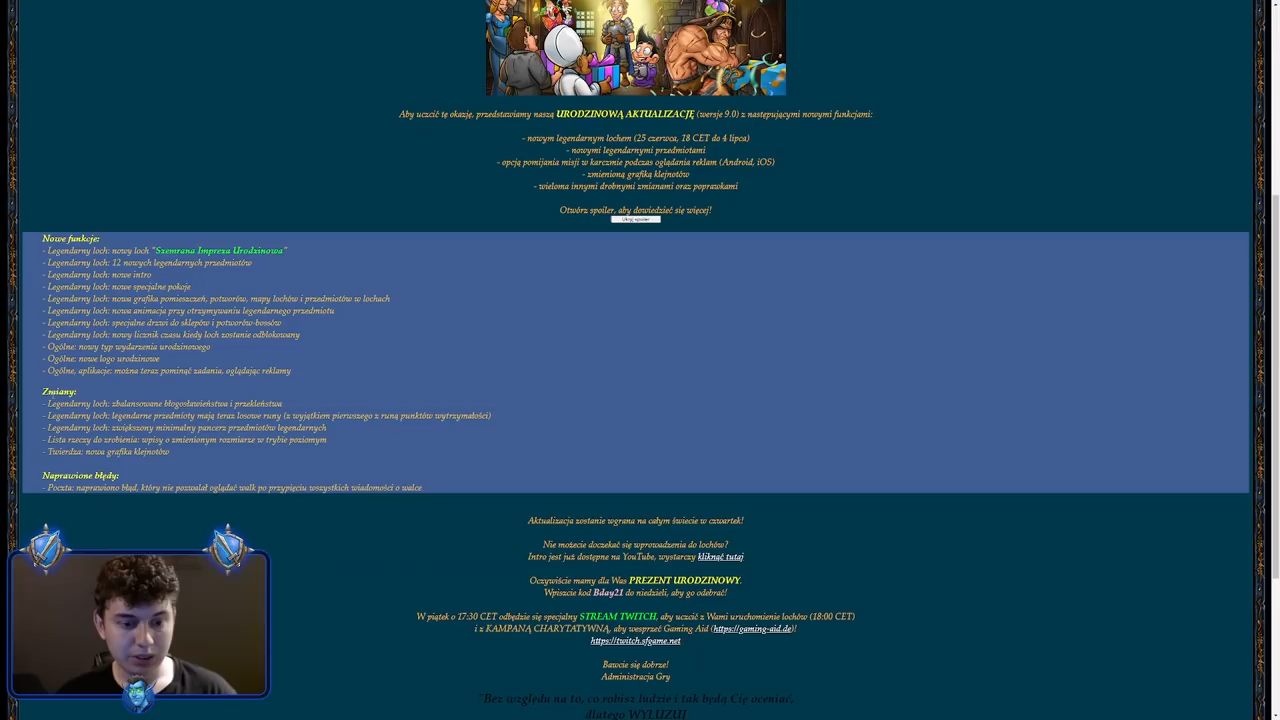 Aby uczcić tę okazję, przedstawiamy naszą URODZINOWĄ AKTUALIZACJĘ (wersje 9.0) z następującymi nowymi funkcjami:
- nowym legendarnym lochem (25 czerwca, 18 CET do 4 lipca)
- nowymi legendarnymi przedmiotami
- opcją pomijania misji w karczmie podczas oglądania reklam (Android, iOS)
- zmienioną grafiką klejnotów
- wieloma innymi drobnymi zmianami oraz poprawkami
Otwórz spoiler, aby dowiedzieć się więcej!
Ukryj spoiler
Nowe funkcje:
- Legendarny loch: nowy loch "Szemrana Impreza Urodzinowa"
- Legendarny loch: 12 nowych legendarnych przedmiotów
- Legendarny loch: nowe intro
- Legendarny loch: nowe specjalne pokoje
- Legendarny loch: nowa grafika pomieszczeń, potworów, mapy lochów i przedmiotów w lochach
- Legendarny loch: nowa animacja przy otrzymywaniu legendarnego przedmiotu
- Legendarny loch: specjalne drzwi do sklepów i potworów-bossów
- Legendarny loch: nowy licznik czasu kiedy loch zostanie odblokowany
- Ogólne: nowy typ wydarzenia urodzinowego
- Ogólne: nowe logo urodzinowe
- Ogólne, aplikacje: można teraz pominąć zadania, oglądając reklamy
Zmiany:
- Legendarny loch: zbalansowane błogosławieństwa i przekleństwa
- Legendarny loch: legendarne przedmioty mają teraz losowe runy (z wyjątkiem pierwszego z runą punktów wytrzymałości)
- Legendarny loch: zwiększony minimalny pancerz przedmiotów legendarnych
- Lista rzeczy do zrobienia: wpisy o zmienionym rozmiarze w trybie poziomym
- Twierdza: nowa grafika klejnotów
Naprawione błędy:
- Poczta: naprawiono błąd, który nie pozwalał oglądać walk po przypięciu wszystkich wiadomości o walce
Aktualizacja zostanie wgrana na całym świecie w czwartek!
Nie możecie doczekać się wprowadzenia do lochów?
Intro jest już dostępne na YouTube, wystarczy kliknąć tutaj
Oczywiście mamy dla Was PREZENT URODZINOWY.
Wpiszcie kod Bday21 do niedzieli, aby go odebrać!
W piątek o 17:30 CET odbędzie się specjalny STREAM TWITCH, aby uczcić z Wami uruchomienie lochów (18:00 CET)
i z KAMPANĄ CHARYTATYWNĄ, aby wesprzeć Gaming Aid (https://gaming-aid.de)!
https://twitch.sfgame.net
Bawcie się dobrze!
Administracja Gry
"Bez względu na to, co robisz ludzie i tak będą Cię oceniać,
dlatego WYLUZUJ